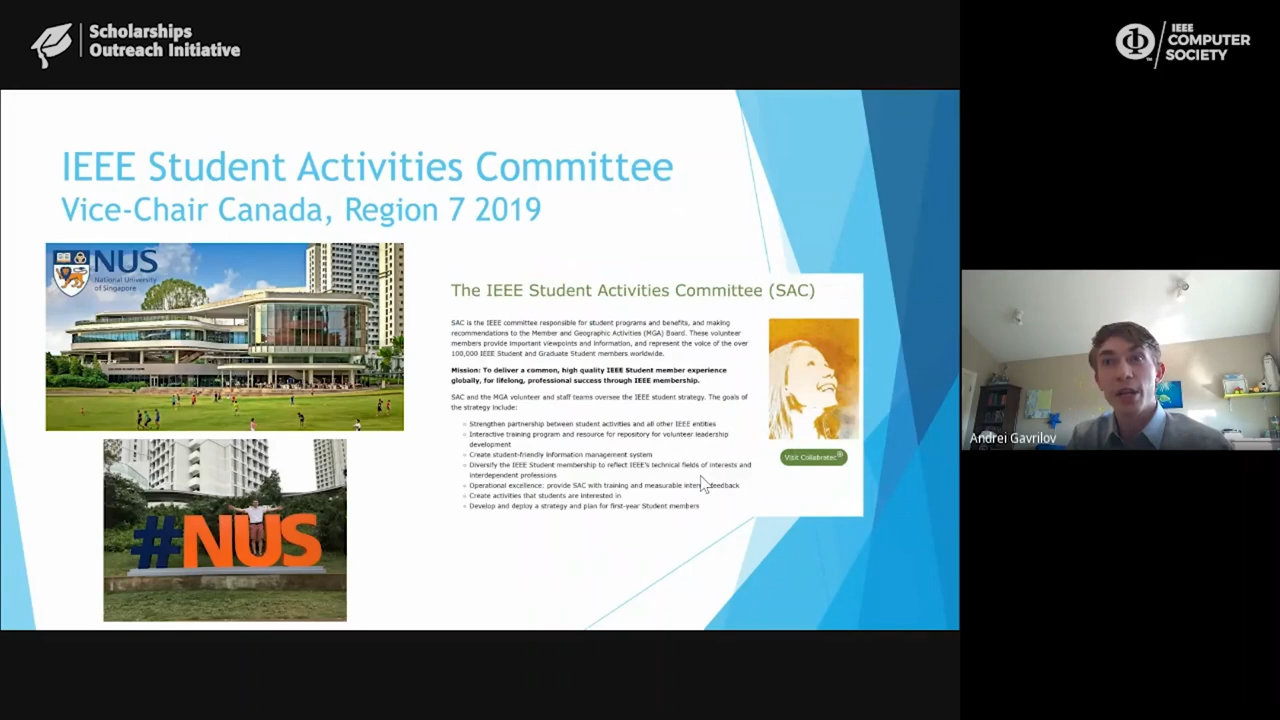 Scholarships
Outreach Initiative
IEEE
COMPUTER
SOCIETY
IEEE Student Activities Committee
Vice-Chair Canada, Region 7 2019
NUS
National University
of Singapore
#NUS
The IEEE Student Activities Committee (SAC)
SAC is the IEEE committee responsible for student programs and benefits, and making
recommendations to the Member and Geographic Activities (MGA) Board. These volunteer
members provide important viewpoints and information, and represent the voice of the over
100,000 IEEE Student and Graduate Student members worldwide.
Mission: To deliver a common, high quality IEEE Student member experience
globally, for lifelong, professional success through IEEE membership.
SAC and the MGA volunteer and staff teams oversee the IEEE student strategy. The goals of
the strategy include:
Strengthen partnership between student activities and all other IEEE entities
Interactive training program and resource for repository for volunteer leadership
development
Create student-friendly information management system
Diversify the IEEE Student membership to reflect IEEE's technical fields of interests and
interdependent professions
Operational excellence: provide SAC with training and measurable feedback
Create activities that students are interested in
Develop and deploy a strategy and plan for first-year Student members
Visit Collabratec®
Andrei Gavrilov